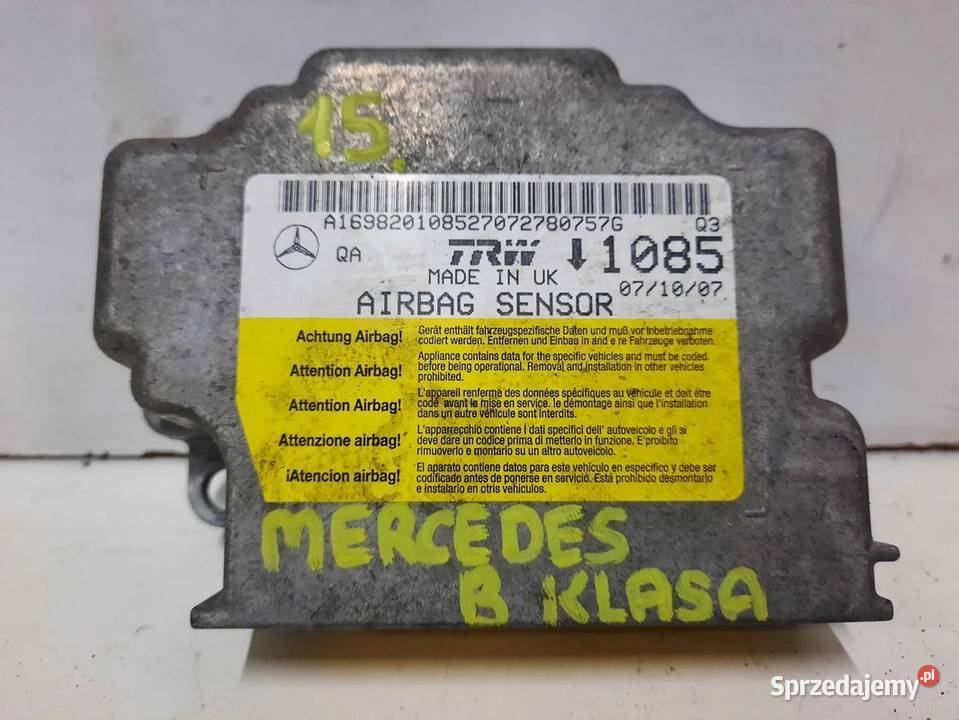 15.
A169820108527072780757G Q3
QA TRW 1085
MADE IN UK 07/10/07
AIRBAG SENSOR
Achtung Airbag! Gerät enthält fahrzeugspezifische Daten und muß vor Inbetriebnahme
codiert werden. Entfernen und Einbau in and e re Fahrzeuge verboten.
Attention Airbag! Appliance contains data for the specific vehicles and must be coded
before being operational. Removal and installation in other vehicles
prohibited.
Attention Airbag! L'appareil renferme des données spécifiques au véhicule et doit être
codé avant le mise en service. le démontage ainsi que l'installation
dans un autre véhicule sont interdits.
Attenzione airbag! L'apparrecchio contiene i dati specifici dell' autoveicolo e gli si
deve dare un codice prima di metterlo in funzione. E proibito
rimuoverlo e montarlo su un altro autoveicolo.
¡Atencion airbag! El aparato contiene datos para este vehiculo en especifico y debe ser
codificado antes de ponerse en servició. Está prohibido desmontarlo
e instalarlo en otris vehiculos.
MERCEDES
B KLASA
Sprzedajemy.pl